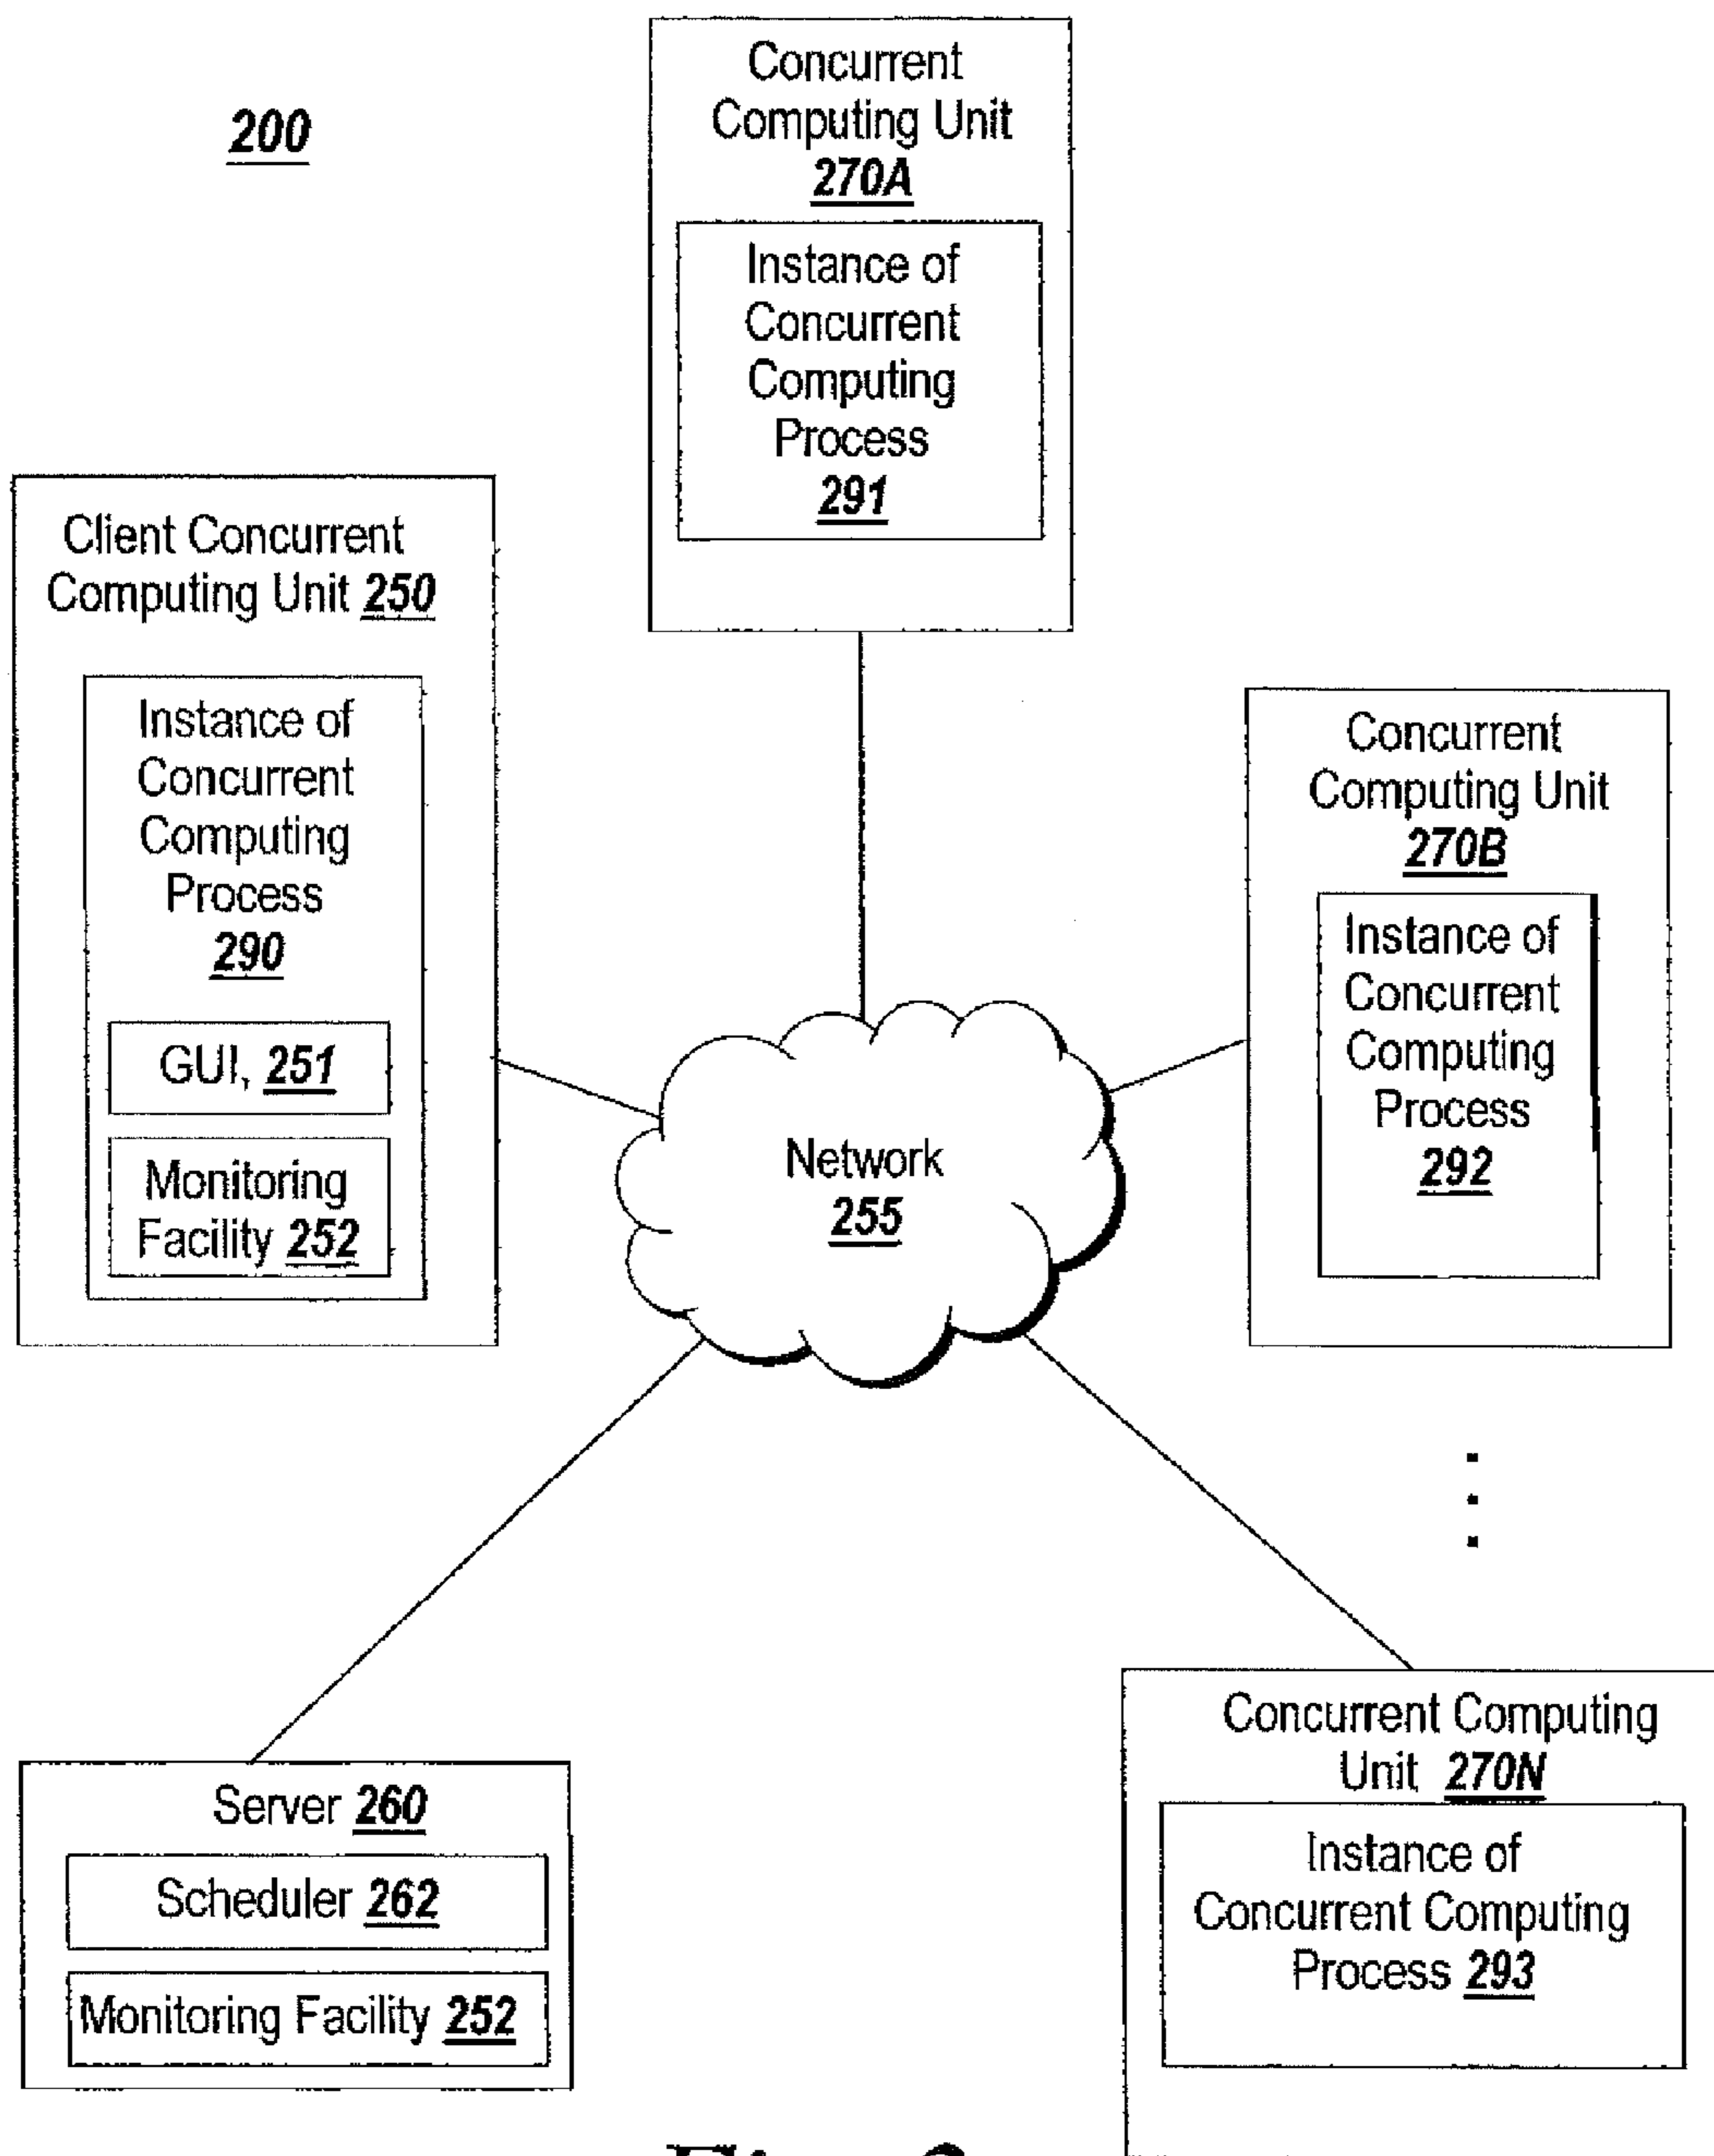 200
Concurrent
Computing Unit
270A
Instance of
Concurrent
Computing
Process
291
Client Concurrent
Computing Unit 250
Instance of
Concurrent
Computing
Process
290
GUI, 251
Monitoring
Facility 252
Concurrent
Computing Unit
270B
Instance of
Concurrent
Computing
Process
292
Network
255
Server 260
Scheduler 262
Monitoring Facility 252
Concurrent Computing
Unit 270N
Instance of
Concurrent Computing
Process 293